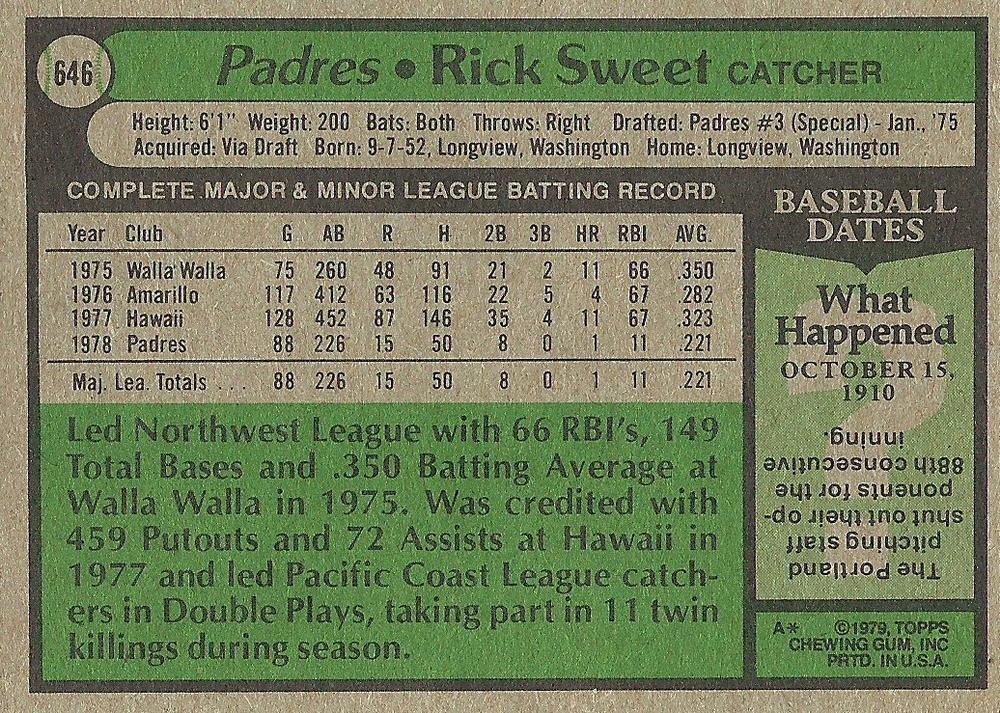 646
Padres • Rick Sweet CATCHER
Height: 6'1" Weight: 200 Bats: Both Throws: Right Drafted: Padres #3 (Special) - Jan., '75
Acquired: Via Draft Born: 9-7-52, Longview, Washington Home: Longview, Washington
COMPLETE MAJOR & MINOR LEAGUE BATTING RECORD
Year Club G AB R H 2B 3B HR RBI AVG.
1975 Walla Walla 75 260 48 91 21 2 11 66 .350
1976 Amarillo 117 412 63 116 22 5 4 67 .282
1977 Hawaii 128 452 87 146 35 4 11 67 .323
1978 Padres 88 226 15 50 8 0 1 11 .221
Maj. Lea. Totals ... 88 226 15 50 8 0 1 11 .221
Led Northwest League with 66 RBI's, 149
Total Bases and .350 Batting Average at
Walla Walla in 1975. Was credited with
459 Putouts and 72 Assists at Hawaii in
1977 and led Pacific Coast League catch-
ers in Double Plays, taking part in 11 twin
killings during season.
BASEBALL
DATES
What
Happened
OCTOBER 15,
1910
The Portland
pitching staff
shut out their op-
ponents for the
88th consecutive
inning.
A* ©1979, TOPPS
CHEWING GUM, INC
PRTD. IN U.S.A.